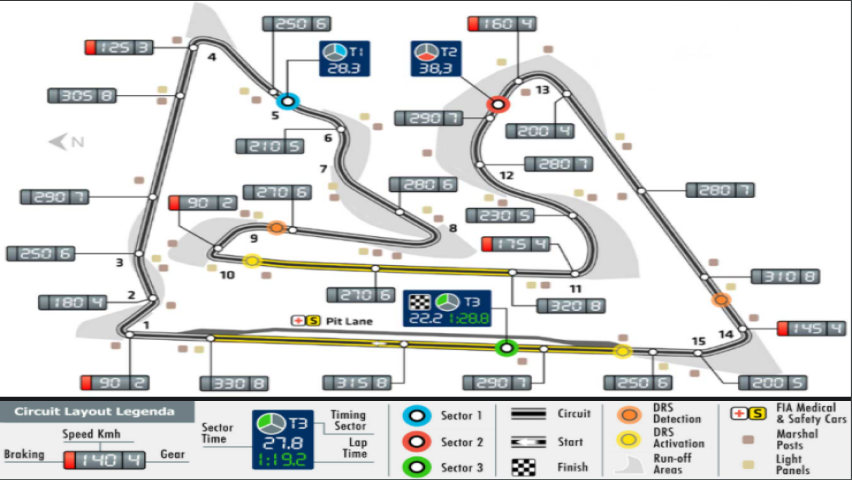 250 6
160 4
T1
28.3
T2
38,3
125 3
4
13
305 8
5
290 7
200 4
6
N
210 5
7
12
280 7
290 7
90 2
270 6
280 6
280 7
230 5
8
9
175 4
250 6
3
10
11
310 8
270 6
320 8
180 4
2
T3
22.2 1:28.8
+ S Pit Lane
1
14
145 4
15
90 2
330 8
315 8
290 7
250 6
200 5
Circuit Layout Legenda
Speed Kmh
Braking
140 4
Gear
Sector Time
T3
27.8
1:19.2
Timing Sector
Lap Time
Sector 1
Sector 2
Sector 3
Circuit
Start
Finish
DRS Detection
DRS Activation
Run-off Areas
+ S
FIA Medical & Safety Cars
Marshal Posts
Light Panels